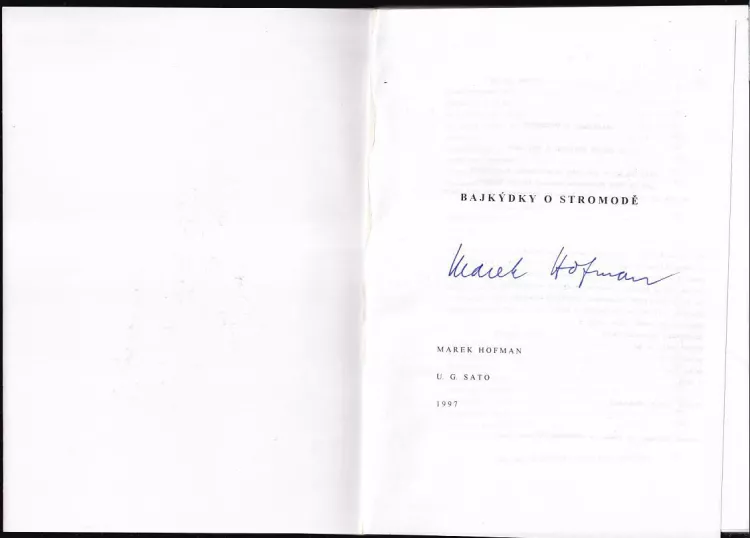 BAJKÝDKY O STROMODĚ
Marek Hofman
MAREK HOFMAN
U. G. SATO
1997